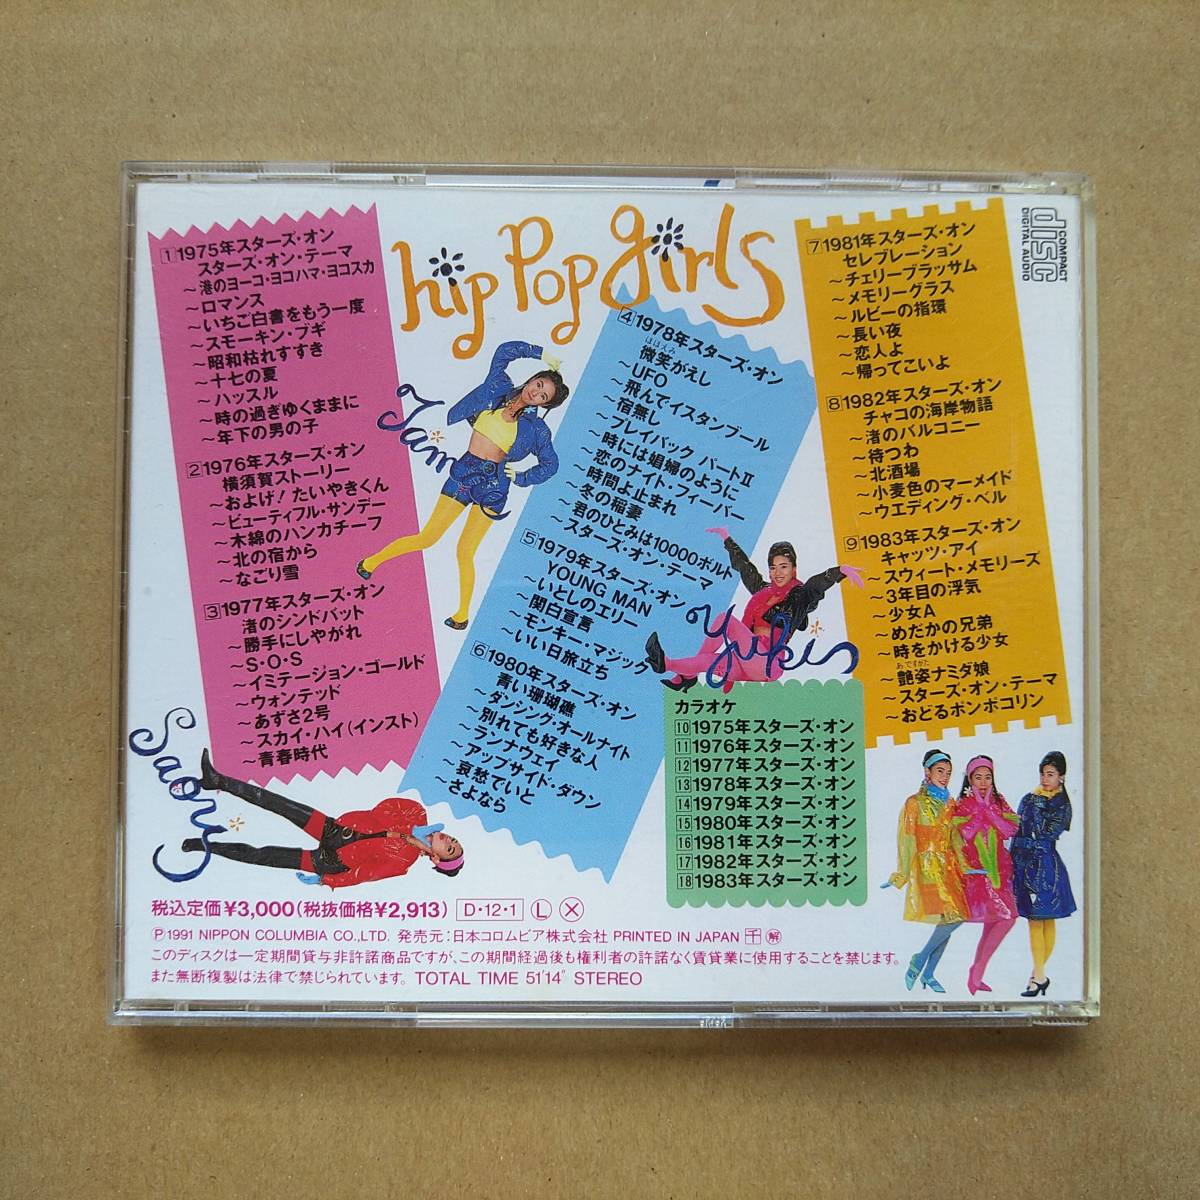 hip Pop girls
1 1975年スターズ・オン
スターズ・オン・テーマ
～港のヨーコ・ヨコハマ・ヨコスカ
～ロマンス
～いちご白書をもう一度
～スモーキン・ブギ
～昭和枯れすすき
～十七の夏
～ハッスル
～時の過ぎゆくままに
～年下の男の子
2 1976年スターズ・オン
横須賀ストーリー
～およげ!たいやきくん
～ビューティフル・サンデー
～木綿のハンカチーフ
～北の宿から
～なごり雪
3 1977年スターズ・オン
渚のシンドバット
～勝手にしやがれ
～S・O・S
～イミテーション・ゴールド
～ウォンテッド
～あずさ2号
～スカイ・ハイ(インスト)
～青春時代
Saory
4 1978年スターズ・オン
ほほえみ
微笑がえし
～UFO
～飛んでイスタンブール
～宿無し
～プレイバック パートⅡ
～時には娼婦のように
～恋のナイト・フィーバー
～時間よ止まれ
～冬の稲妻
～君のひとみは10000ボルト
～スターズ・オン・テーマ
5 1979年スターズ・オン
YOUNG MAN
～いとしのエリー
～関白宣言
～モンキー・マジック
～いい日旅立ち
6 1980年スターズ・オン
青い珊瑚礁
～ダンシング・オールナイト
～別れても好きな人
～ランナウェイ
～アップサイド・ダウン
～哀愁でいと
～さよなら
Yuki
7 1981年スターズ・オン
セレブレーション
～チェリーブラッサム
～メモリーグラス
～ルビーの指環
～長い夜
～恋人よ
～帰ってこいよ
8 1982年スターズ・オン
チャコの海岸物語
～渚のバルコニー
～待つわ
～北酒場
～小麦色のマーメイド
～ウエディング・ベル
9 1983年スターズ・オン
キャッツ・アイ
～スウィート・メモリーズ
～3年目の浮気
～少女A
～めだかの兄弟
～時をかける少女
あですがた
～艶姿ナミダ娘
～スターズ・オン・テーマ
～おどるポンポコリン
カラオケ
10 1975年スターズ・オン
11 1976年スターズ・オン
12 1977年スターズ・オン
13 1978年スターズ・オン
14 1979年スターズ・オン
15 1980年スターズ・オン
16 1981年スターズ・オン
17 1982年スターズ・オン
18 1983年スターズ・オン
COMPACT
disc
DIGITAL AUDIO
税込定価¥3,000(税抜価格¥2,913) D・12・1 Ⓛ Ⓧ
Ⓟ1991 NIPPON COLUMBIA CO.,LTD. 発売元:日本コロムビア株式会社 PRINTED IN JAPAN 千 解
このディスクは一定期間貸与非許諾商品ですが、この期間経過後も権利者の許諾なく賃貸業に使用することを禁じます。
また無断複製は法律で禁じられています。 TOTAL TIME 51'14" STEREO